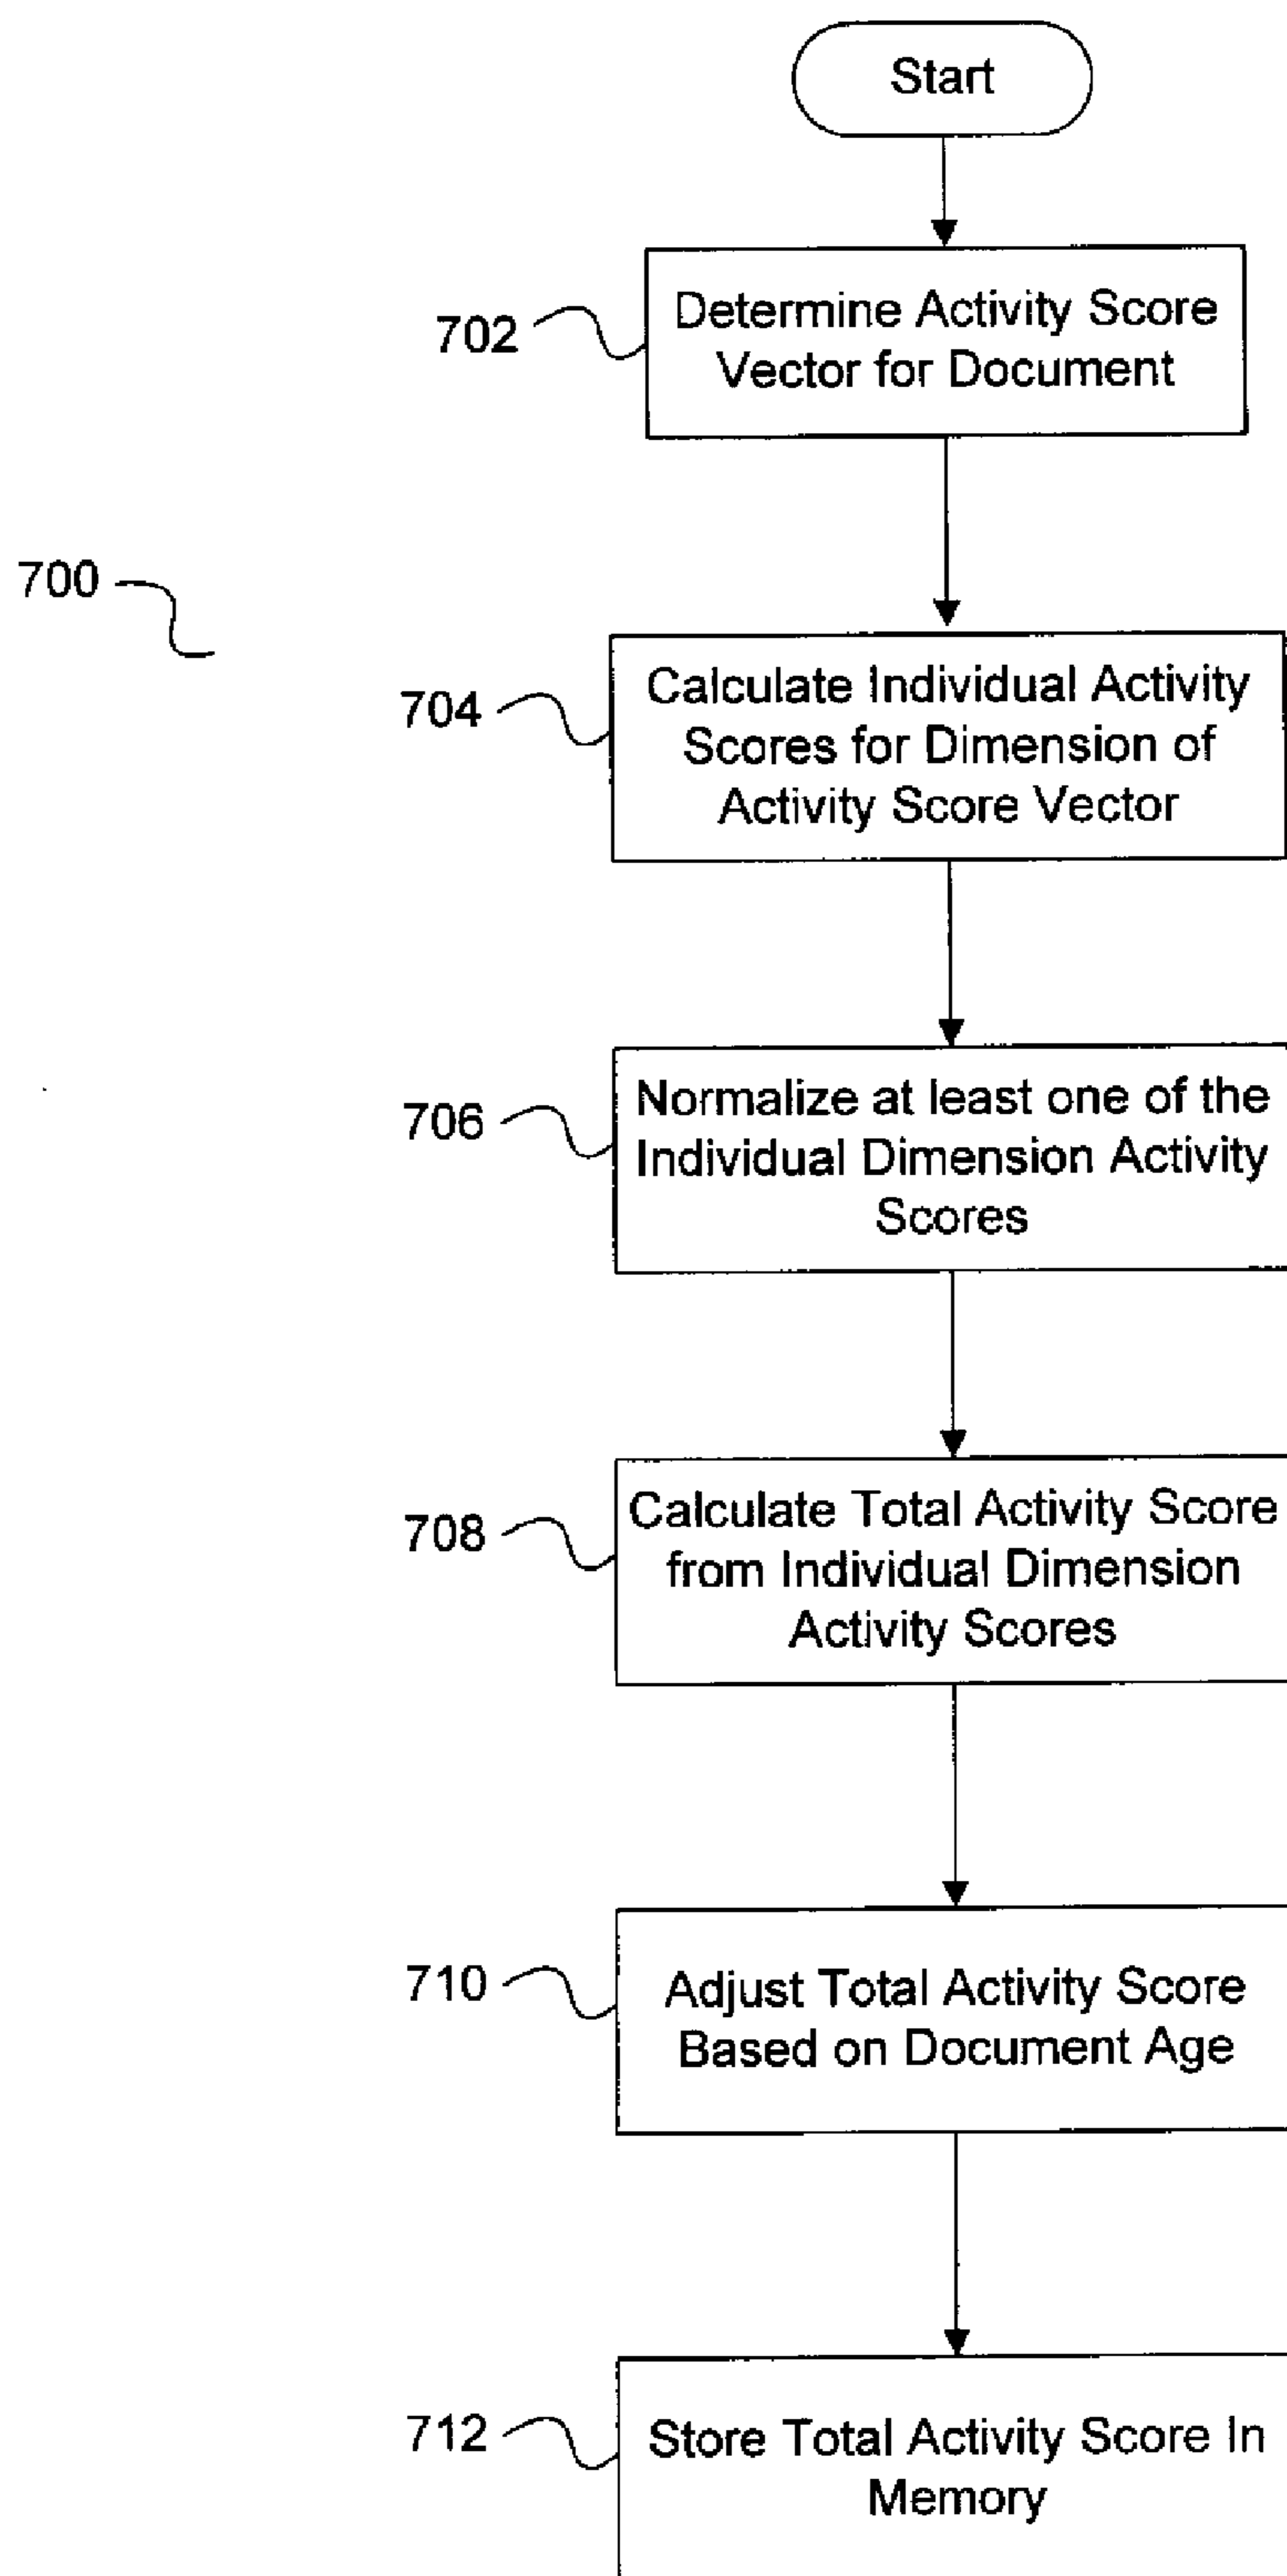 Start
702
Determine Activity Score
Vector for Document
700
704
Calculate Individual Activity
Scores for Dimension of
Activity Score Vector
706
Normalize at least one of the
Individual Dimension Activity
Scores
708
Calculate Total Activity Score
from Individual Dimension
Activity Scores
710
Adjust Total Activity Score
Based on Document Age
712
Store Total Activity Score In
Memory